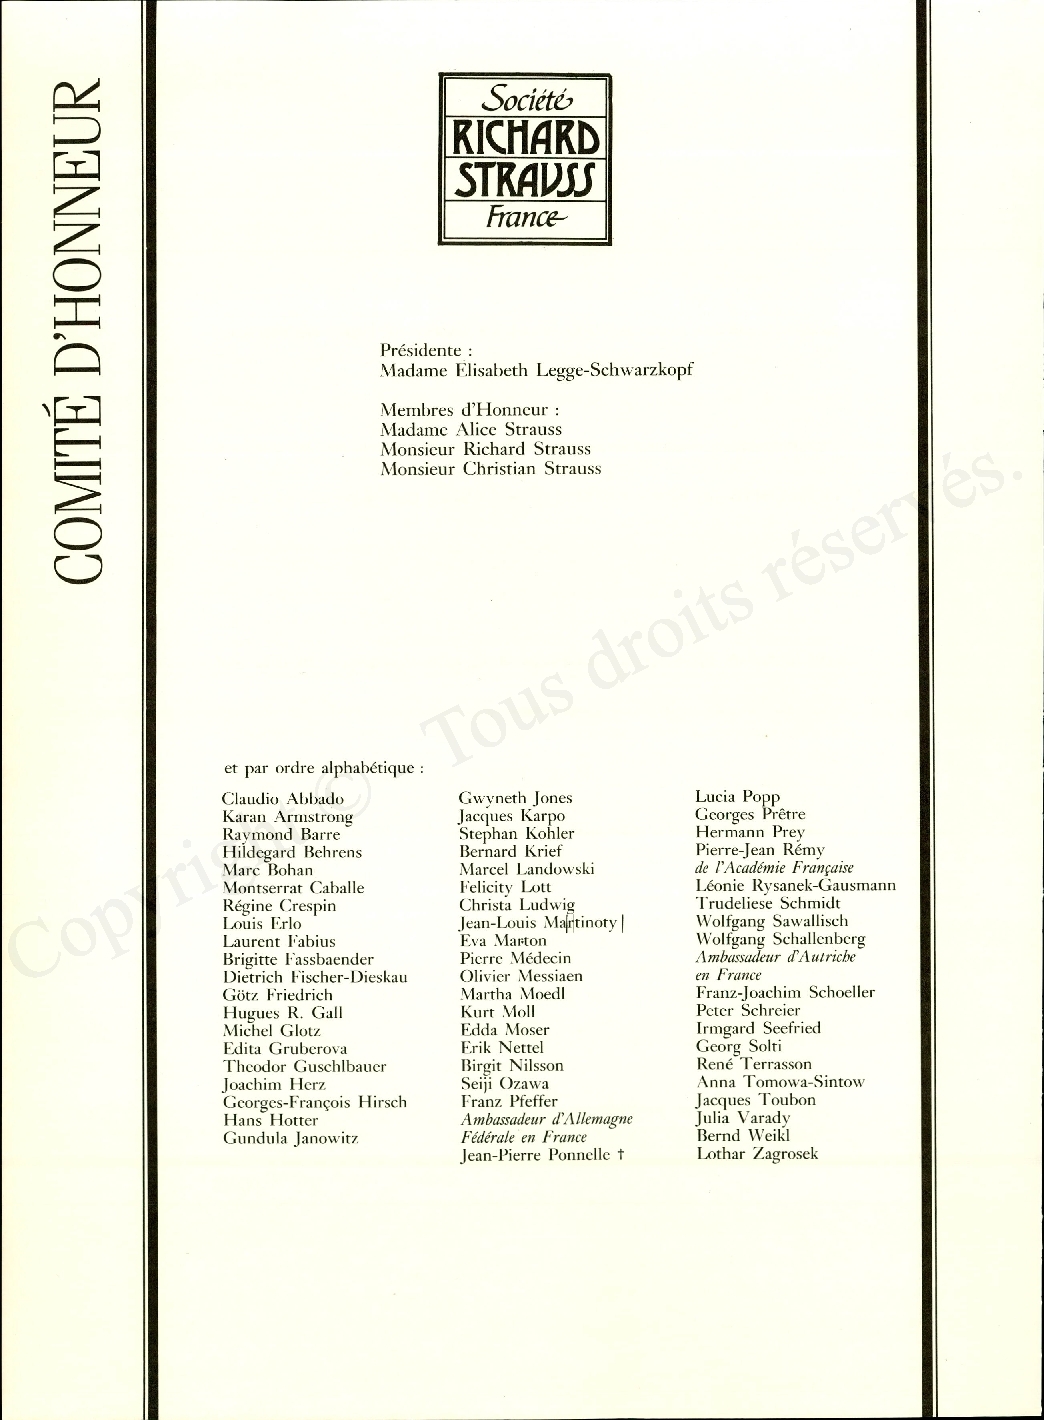 COMITÉ D'HONNEUR
Société
RICHARD
STRAUSS
France
Présidente :
Madame Élisabeth Legge-Schwarzkopf
Membres d'Honneur :
Madame Alice Strauss
Monsieur Richard Strauss
Monsieur Christian Strauss
et par ordre alphabétique :
Claudio Abbado
Karan Armstrong
Raymond Barre
Hildegard Behrens
Marc Bohan
Montserrat Caballe
Régine Crespin
Louis Erlo
Laurent Fabius
Brigitte Fassbaender
Dietrich Fischer-Dieskau
Götz Friedrich
Hugues R. Gall
Michel Glotz
Edita Gruberova
Theodor Guschlbauer
Joachim Herz
Georges-François Hirsch
Hans Hotter
Gundula Janowitz
Gwyneth Jones
Jacques Karpo
Stephan Kohler
Bernard Krief
Marcel Landowski
Felicity Lott
Christa Ludwig
Jean-Louis Martinoty
Eva Marton
Pierre Médecin
Olivier Messiaen
Martha Moedl
Kurt Moll
Edda Moser
Erik Nettel
Birgit Nilsson
Seiji Ozawa
Franz Pfeffer
Ambassadeur d'Allemagne
Fédérale en France
Jean-Pierre Ponnelle †
Lucia Popp
Georges Prêtre
Hermann Prey
Pierre-Jean Rémy
de l'Académie Française
Léonie Rysanek-Gausmann
Trudeliese Schmidt
Wolfgang Sawallisch
Wolfgang Schallenberg
Ambassadeur d'Autriche
en France
Franz-Joachim Schoeller
Peter Schreier
Irmgard Seefried
Georg Solti
René Terrasson
Anna Tomowa-Sintow
Jacques Toubon
Julia Varady
Bernd Weikl
Lothar Zagrosek
Copyright © Tous droits réservés.